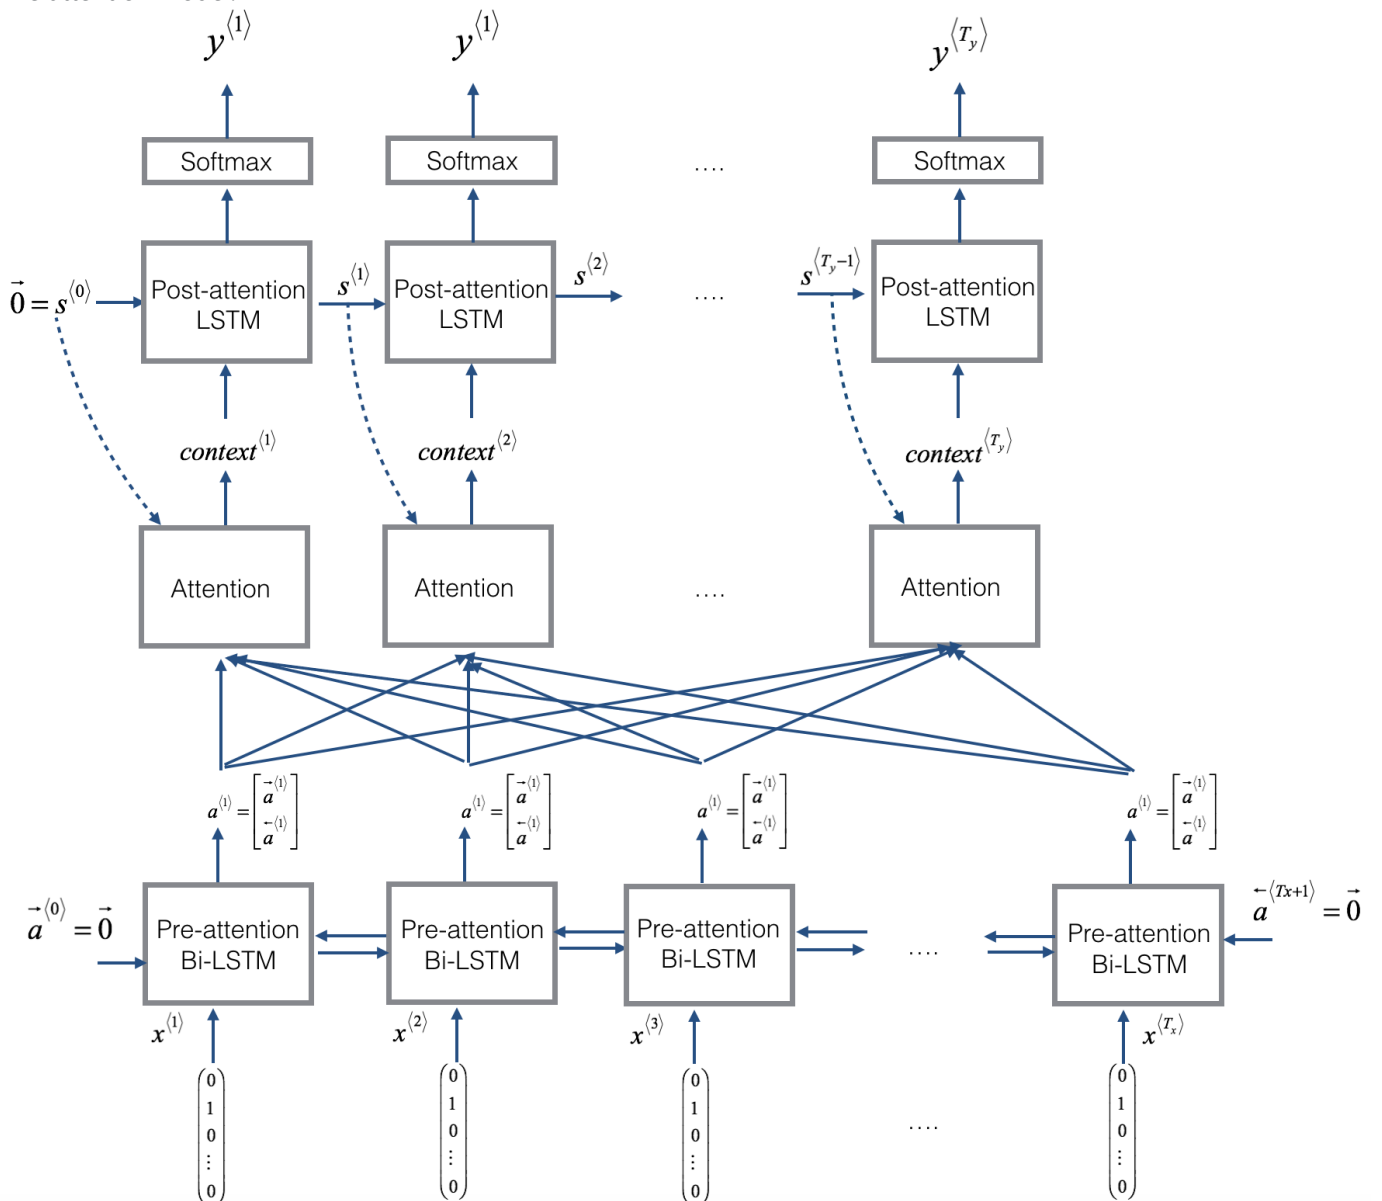 y⟨1⟩ y⟨1⟩ y⟨T_y⟩
Softmax Softmax .... Softmax
0⃗ = s⟨0⟩ Post-attention LSTM s⟨1⟩ Post-attention LSTM s⟨2⟩ .... s⟨T_y−1⟩ Post-attention LSTM
context⟨1⟩ context⟨2⟩ context⟨T_y⟩
Attention Attention .... Attention
a⟨1⟩ = [a⃗⟨1⟩ a⃖⟨1⟩] a⟨1⟩ = [a⃗⟨1⟩ a⃖⟨1⟩] a⟨1⟩ = [a⃗⟨1⟩ a⃖⟨1⟩] a⟨1⟩ = [a⃗⟨1⟩ a⃖⟨1⟩]
a⃗⟨0⟩ = 0⃗ Pre-attention Bi-LSTM Pre-attention Bi-LSTM Pre-attention Bi-LSTM .... Pre-attention Bi-LSTM a⃖⟨Tx+1⟩ = 0⃗
x⟨1⟩ x⟨2⟩ x⟨3⟩ x⟨T_x⟩
0 0 0 0
1 1 1 1
0 0 0 .... 0
⋮ ⋮ ⋮ ⋮
0 0 0 0